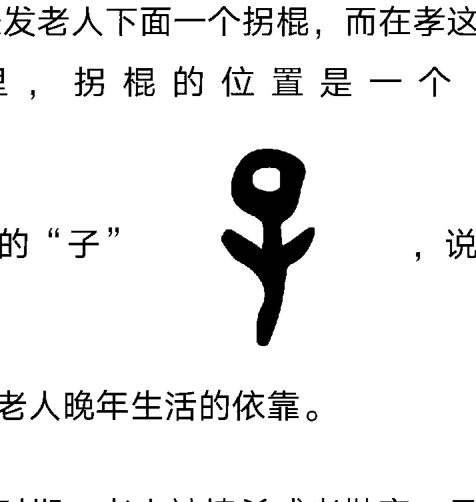 发老人下面一个拐棍，而在孝这
，拐棍的位置是一个
的“子”，说
老人晚年生活的依靠。